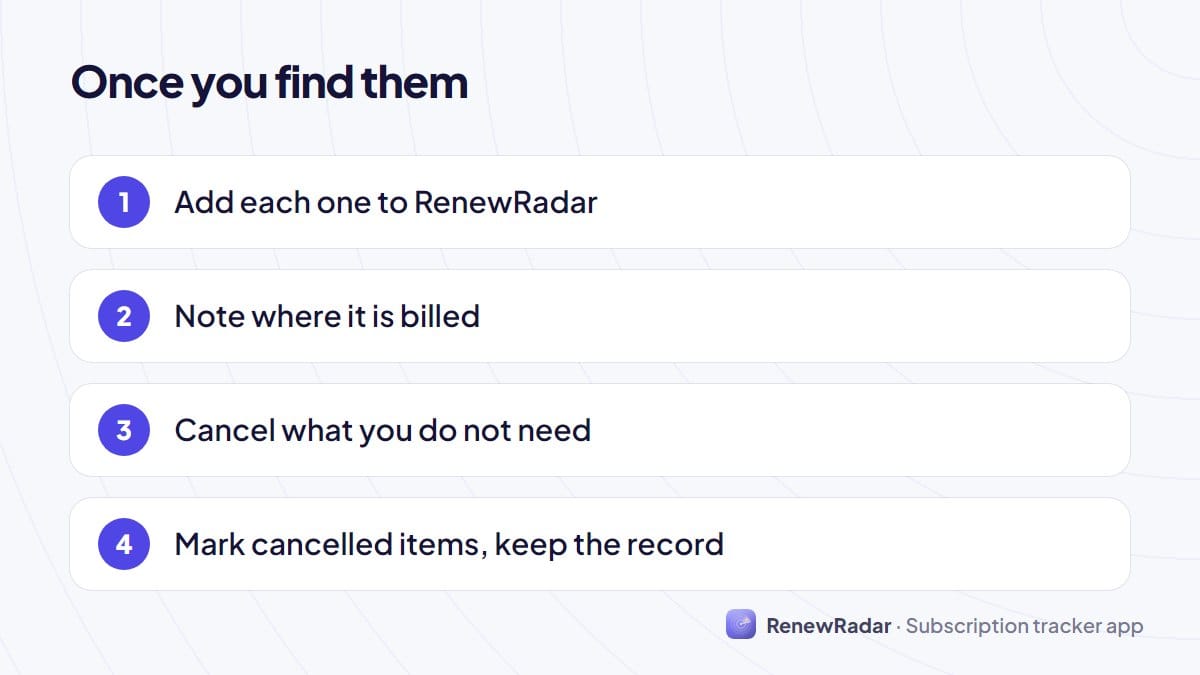 Once you find them
1 Add each one to RenewRadar
2 Note where it is billed
3 Cancel what you do not need
4 Mark cancelled items, keep the record
RenewRadar · Subscription tracker app